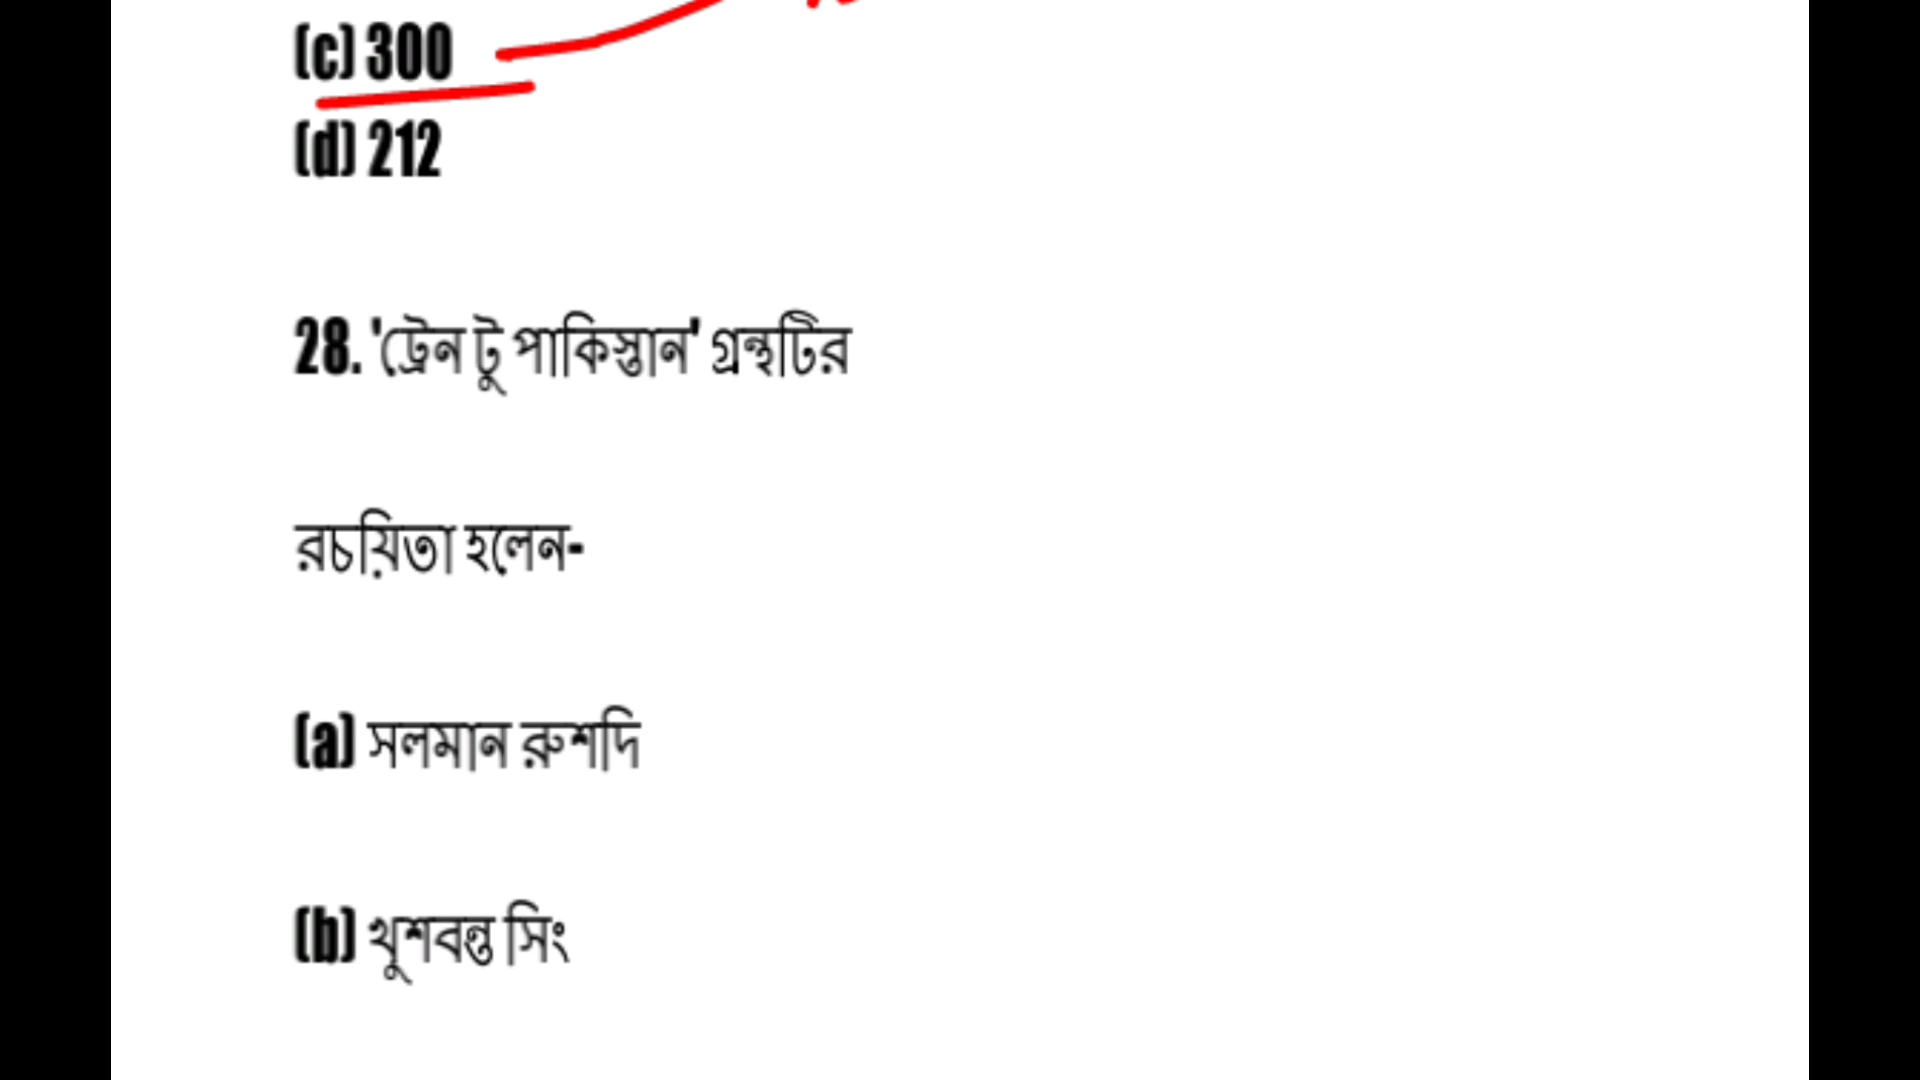 (c) 300
(d) 212
28. 'ট্রেন টু পাকিস্তান' গ্রন্থটির
রচয়িতা হলেন-
(a) সলমান রুশদি
(b) খুশবন্ত সিং